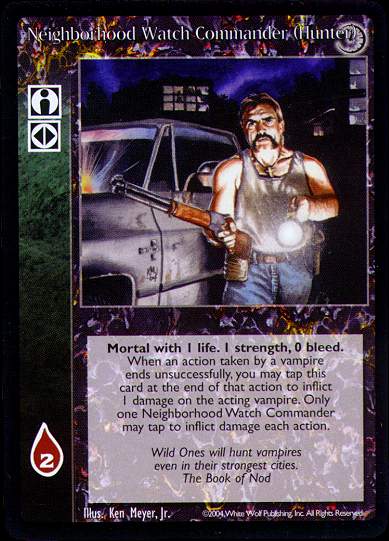 Neighborhood Watch Commander (Hunter)
Mortal with 1 life. 1 strength, 0 bleed.
When an action taken by a vampire
ends unsuccessfully, you may tap this
card at the end of that action to inflict
1 damage on the acting vampire. Only
one Neighborhood Watch Commander
may tap to inflict damage each action.
Wild Ones will hunt vampires
even in their strongest cities.
The Book of Nod
2
Illus. Ken Meyer, Jr.
©2004, White Wolf Publishing, Inc. All Rights Reserved.